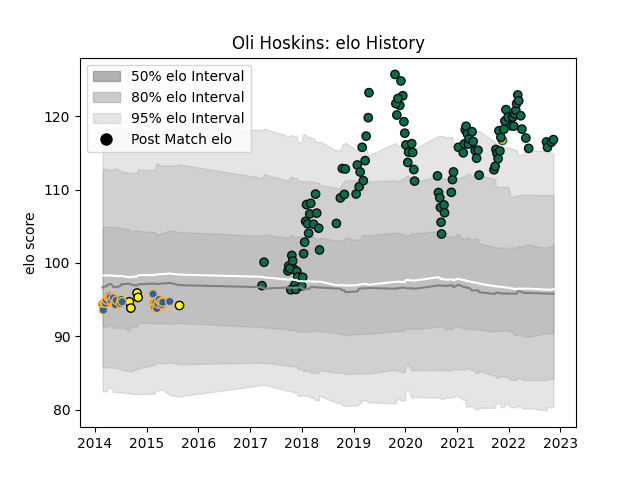 Oli Hoskins: elo History
50% elo Interval
80% elo Interval
95% elo Interval
Post Match elo
elo score
120
110
100
90
80
2014 2015 2016 2017 2018 2019 2020 2021 2022 2023